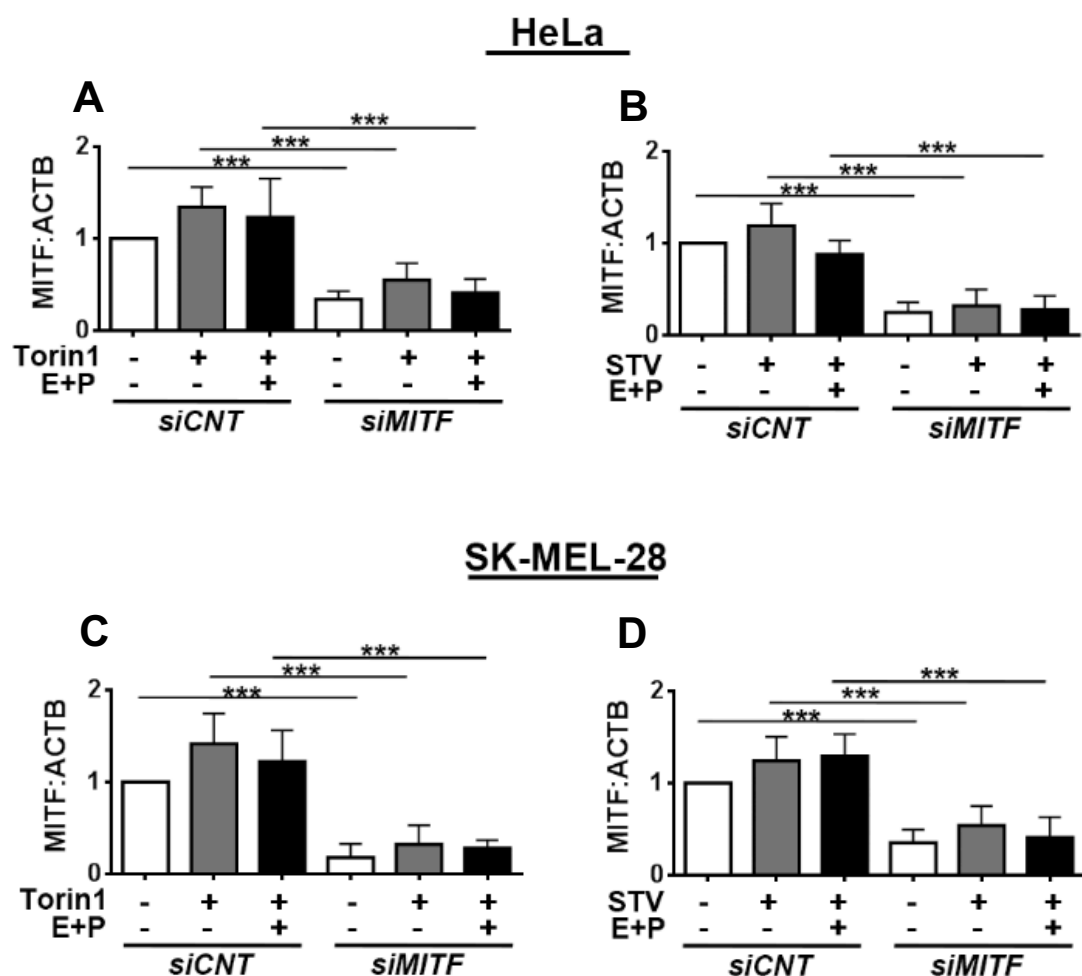 HeLa
A
***
***
***
MITF:ACTB
2
1
0
Torin1 - + + - + +
E+P - - + - - +
siCNT siMITF
B
***
***
***
MITF:ACTB
2
1
0
STV - + + - + +
E+P - - + - - +
siCNT siMITF
SK-MEL-28
C
***
***
***
MITF:ACTB
2
1
0
Torin1 - + + - + +
E+P - - + - - +
siCNT siMITF
D
***
***
***
MITF:ACTB
2
1
0
STV - + + - + +
E+P - - + - - +
siCNT siMITF